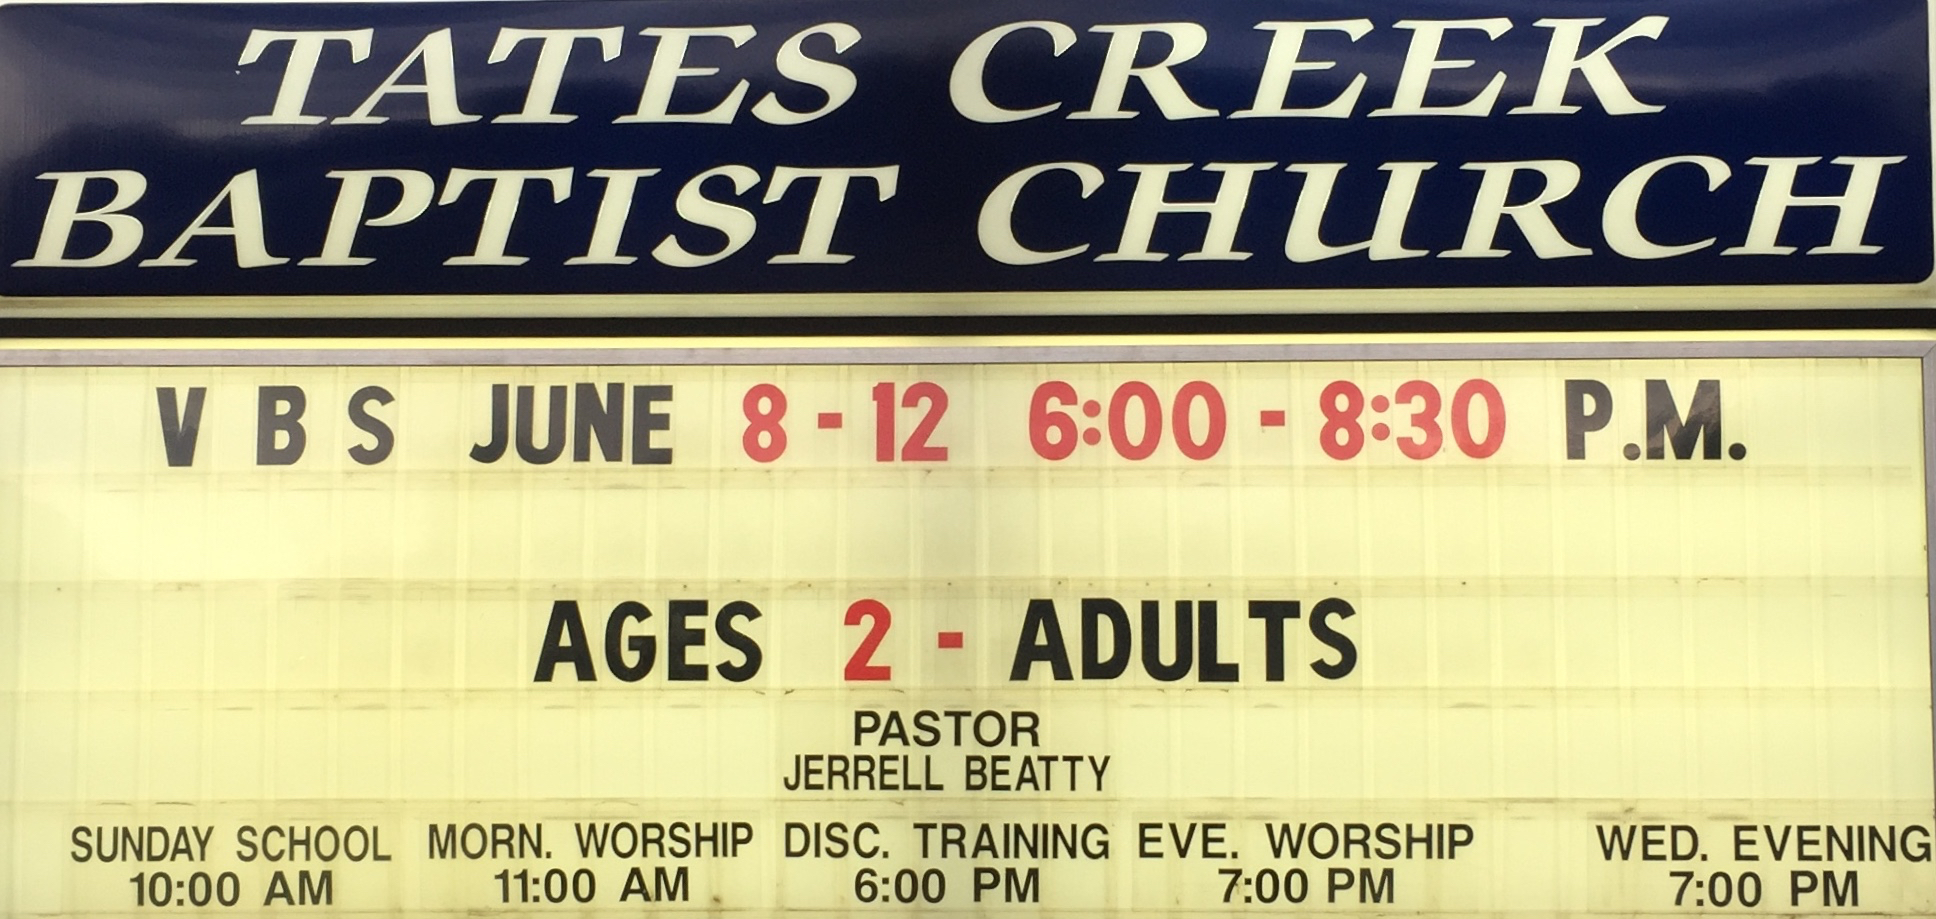 TATES CREEK
BAPTIST CHURCH
V B S JUNE 8 - 12 6:00 - 8:30 P.M.
AGES 2 - ADULTS
PASTOR
JERRELL BEATTY
SUNDAY SCHOOL MORN. WORSHIP DISC. TRAINING EVE. WORSHIP WED. EVENING
10:00 AM 11:00 AM 6:00 PM 7:00 PM 7:00 PM